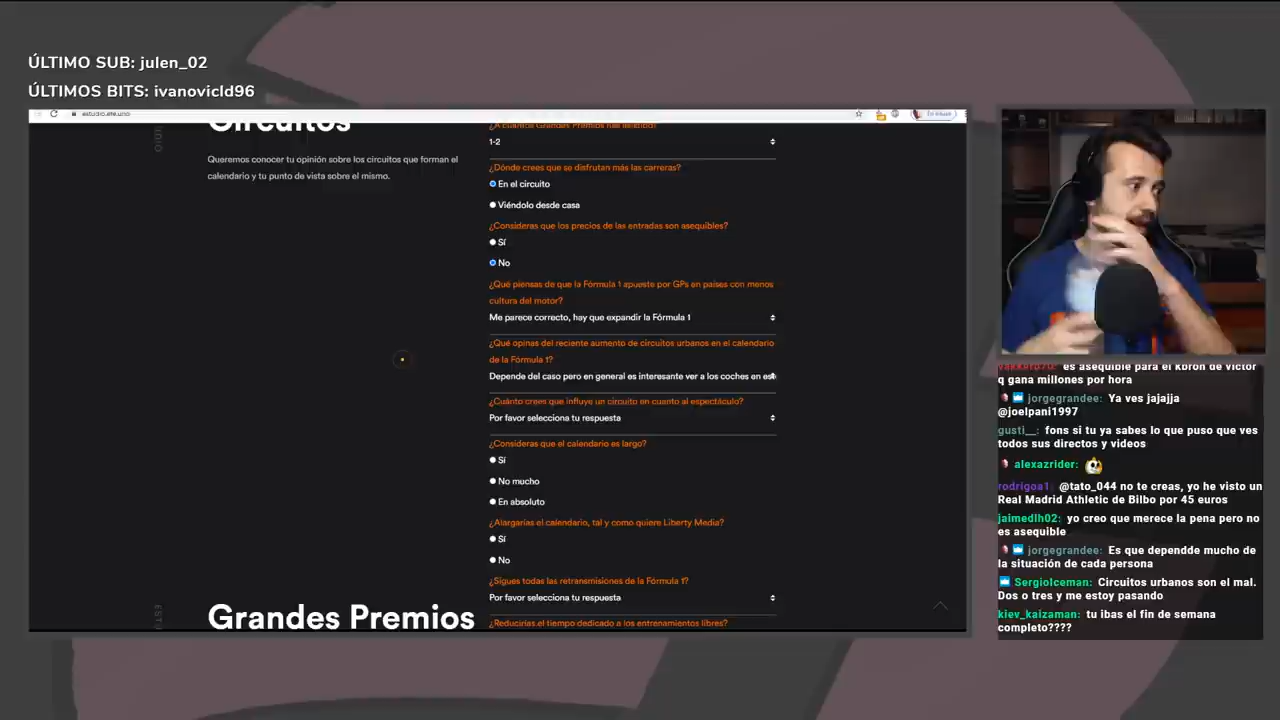 ÚLTIMO SUB: julen_02
ÚLTIMOS BITS: ivanovicld96
estudio.efe.uno
Circuitos
Queremos conocer tu opinión sobre los circuitos que forman el
calendario y tu punto de vista sobre el mismo.
¿A cuántos Grandes Premios has asistido?
1-2
¿Dónde crees que se disfrutan más las carreras?
En el circuito
Viéndolo desde casa
¿Consideras que los precios de las entradas son asequibles?
Sí
No
¿Qué piensas de que la Fórmula 1 apueste por GPs en países con menos
cultura del motor?
Me parece correcto, hay que expandir la Fórmula 1
¿Qué opinas del reciente aumento de circuitos urbanos en el calendario
de la Fórmula 1?
Depende del caso pero en general es interesante ver a los coches en
¿Cuánto crees que influye un circuito en cuanto al espectáculo?
Por favor selecciona tu respuesta
¿Consideras que el calendario es largo?
Sí
No mucho
En absoluto
¿Alargarías el calendario, tal y como quiere Liberty Media?
Sí
No
¿Sigues todas las retransmisiones de la Fórmula 1?
Por favor selecciona tu respuesta
Grandes Premios
¿Reducirías el tiempo dedicado a los entrenamientos libres?
es asequible para el kbron de victor
q gana millones por hora
jorgegrandee: Ya ves jajajja
@joelpani1997
gusti__: fons si tu ya sabes lo que puso que ves
todos sus directos y videos
alexazrider:
rodrigoa1: @tato_044 no te creas, yo he visto un
Real Madrid Athletic de Bilbo por 45 euros
jaimedlh02: yo creo que merece la pena pero no
es asequible
jorgegrandee: Es que dependde mucho de
la situación de cada persona
SergioIceman: Circuitos urbanos son el mal.
Dos o tres y me estoy pasando
kiev_kaizaman: tu ibas el fin de semana
completo????